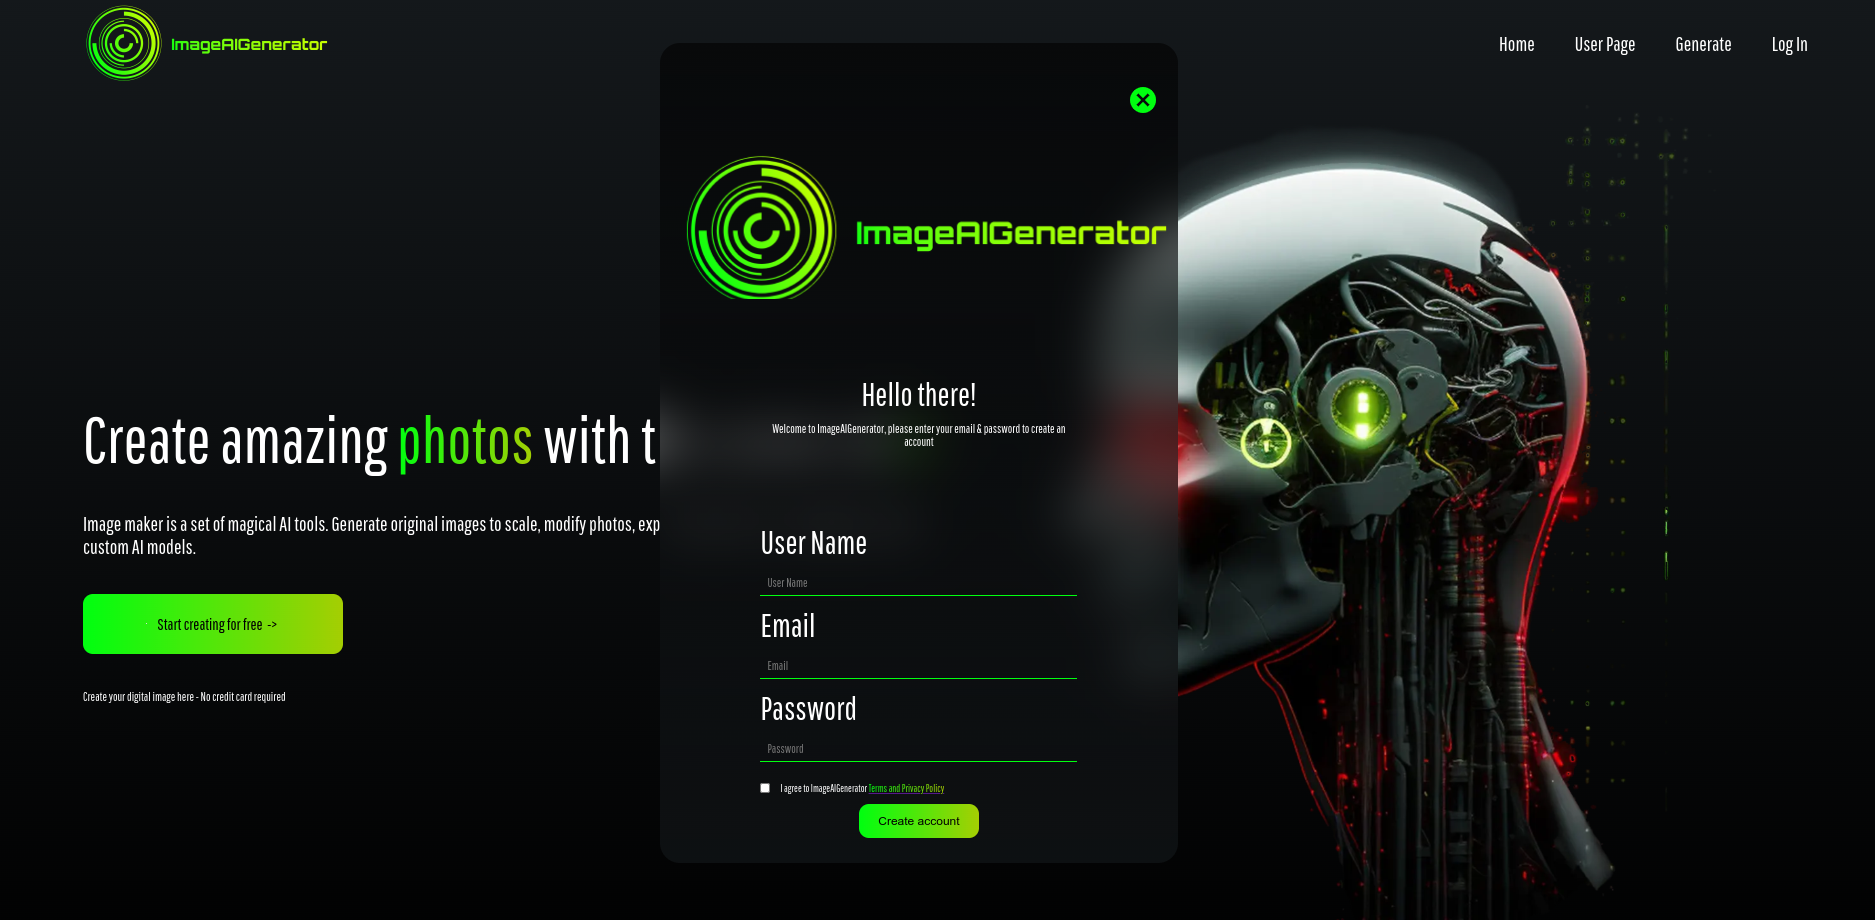 ImageAIGenerator
Home
User Page
Generate
Log In
ImageAIGenerator
Create amazing photos with t
Image maker is a set of magical AI tools. Generate original images to scale, modify photos, exp
custom AI models.
Start creating for free ->
Create your digital image here - No credit card required
Hello there!
Welcome to ImageAIGenerator, please enter your email & password to create an
account
User Name
User Name
Email
Email
Password
Password
I agree to ImageAIGenerator Terms and Privacy Policy
Create account